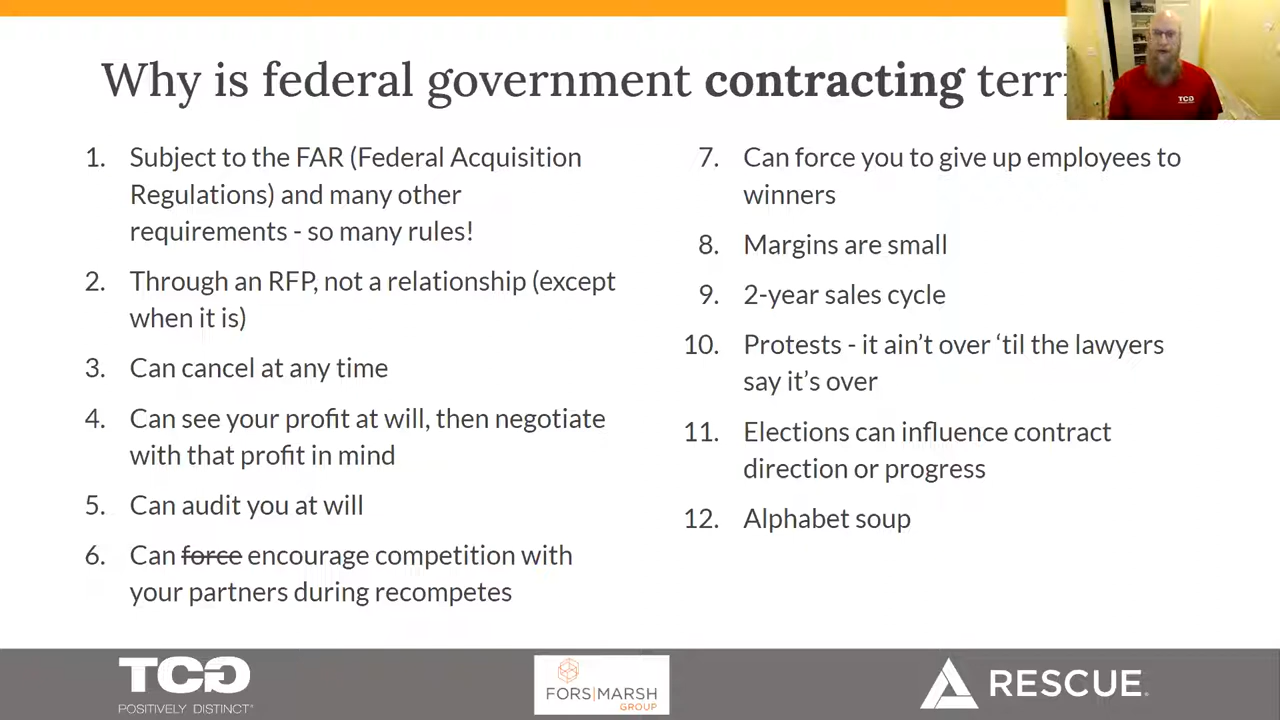 Why is federal government contracting terri
1. Subject to the FAR (Federal Acquisition
Regulations) and many other
requirements - so many rules!
2. Through an RFP, not a relationship (except
when it is)
3. Can cancel at any time
4. Can see your profit at will, then negotiate
with that profit in mind
5. Can audit you at will
6. Can force encourage competition with
your partners during recompetes
7. Can force you to give up employees to
winners
8. Margins are small
9. 2-year sales cycle
10. Protests - it ain’t over ‘til the lawyers
say it’s over
11. Elections can influence contract
direction or progress
12. Alphabet soup
TCG
TCG
POSITIVELY DISTINCT
FORS|MARSH
GROUP
RESCUE